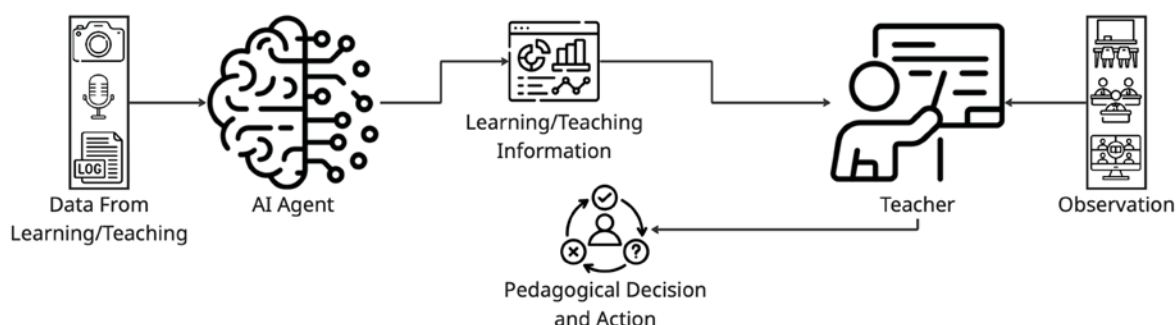 LOG
Data From
Learning/Teaching
AI Agent
Learning/Teaching
Information
Teacher
Observation
Pedagogical Decision
and Action